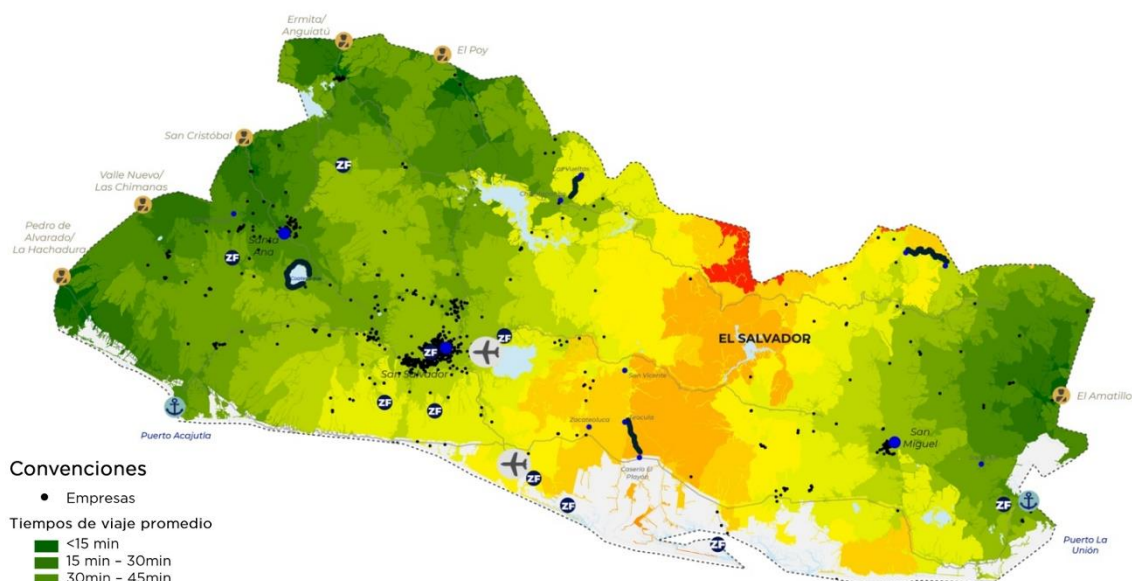 Ermita/
Anguiatú
El Poy
San Cristóbal
Valle Nuevo/
Las Chimanas
Pedro de
Alvarado/
La Hachadura
ZF
Santa
Ana
ZF
EL SALVADOR
ZF
ZF
San Salvador
San Vicente
ZF
ZF
Zacatecoluca
San
Miguel
El Amatillo
Puerto Acajutla
Caserío El
Playón
ZF
ZF
ZF
ZF
Puerto La
Unión
Convenciones
Empresas
Tiempos de viaje promedio
<15 min
15 min – 30min
30min – 45min